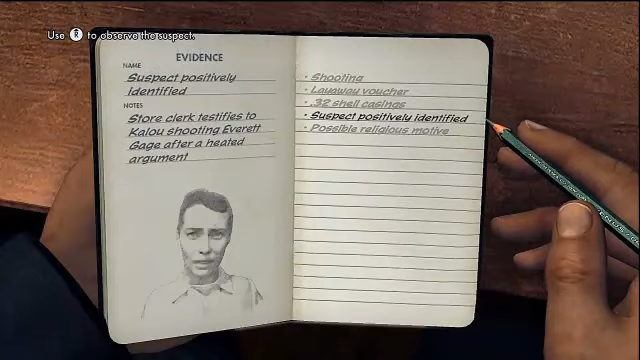 Use R to observe the suspect.
EVIDENCE
NAME
Suspect positively
identified
NOTES
Store clerk testifies to
Kalou shooting Everett
Gage after a heated
argument
• Shooting
• Layaway voucher
• .32 shell casings
• Suspect positively identified
• Possible religious motive